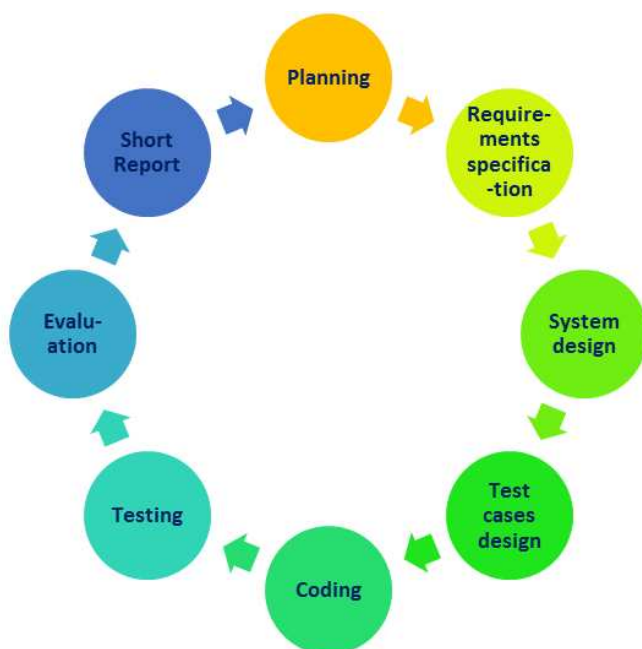 Planning
Require-
ments
specifica
-tion
System
design
Test
cases
design
Coding
Testing
Evalu-
ation
Short
Report